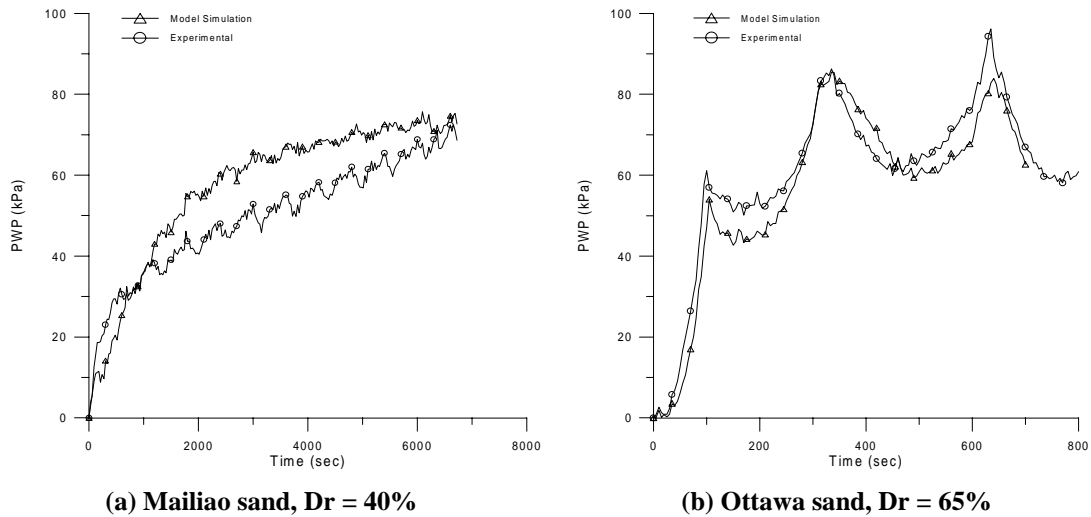 100
Model Simulation
Experimental
80
60
40
20
0
PWP (kPa)
0 2000 4000 6000 8000
Time (sec)
(a) Mailiao sand, Dr = 40%
100
Model Simulation
Experimental
80
60
40
20
0
PWP (kPa)
0 200 400 600 800
Time (sec)
(b) Ottawa sand, Dr = 65%